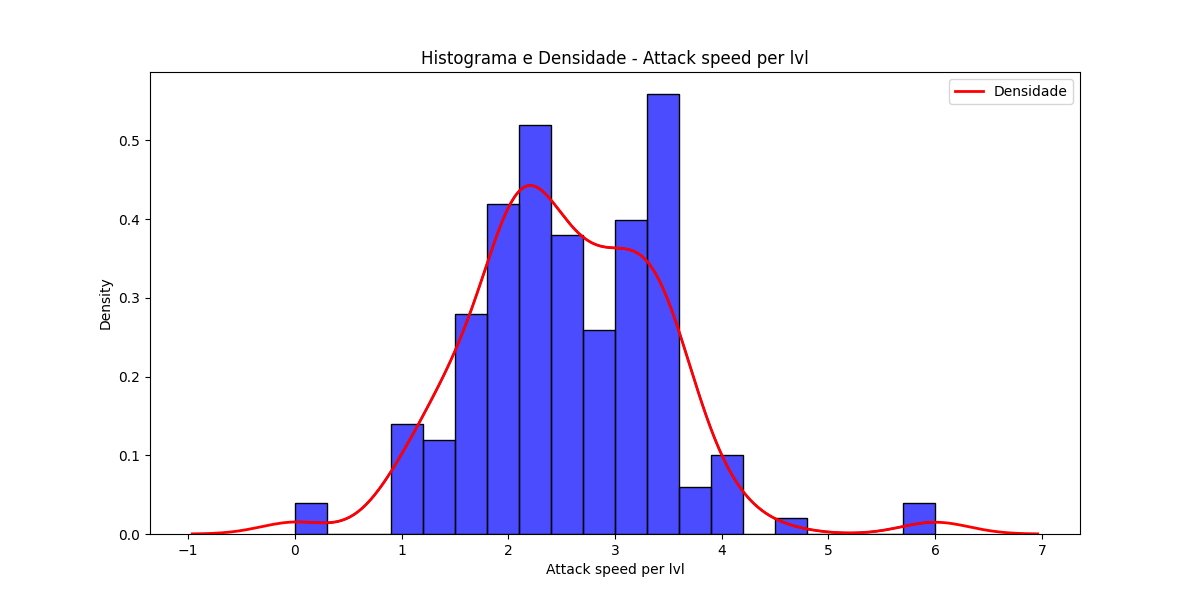 Histograma e Densidade - Attack speed per lvl
Densidade
0.5
0.4
0.3
0.2
0.1
0.0
Density
−1 0 1 2 3 4 5 6 7
Attack speed per lvl